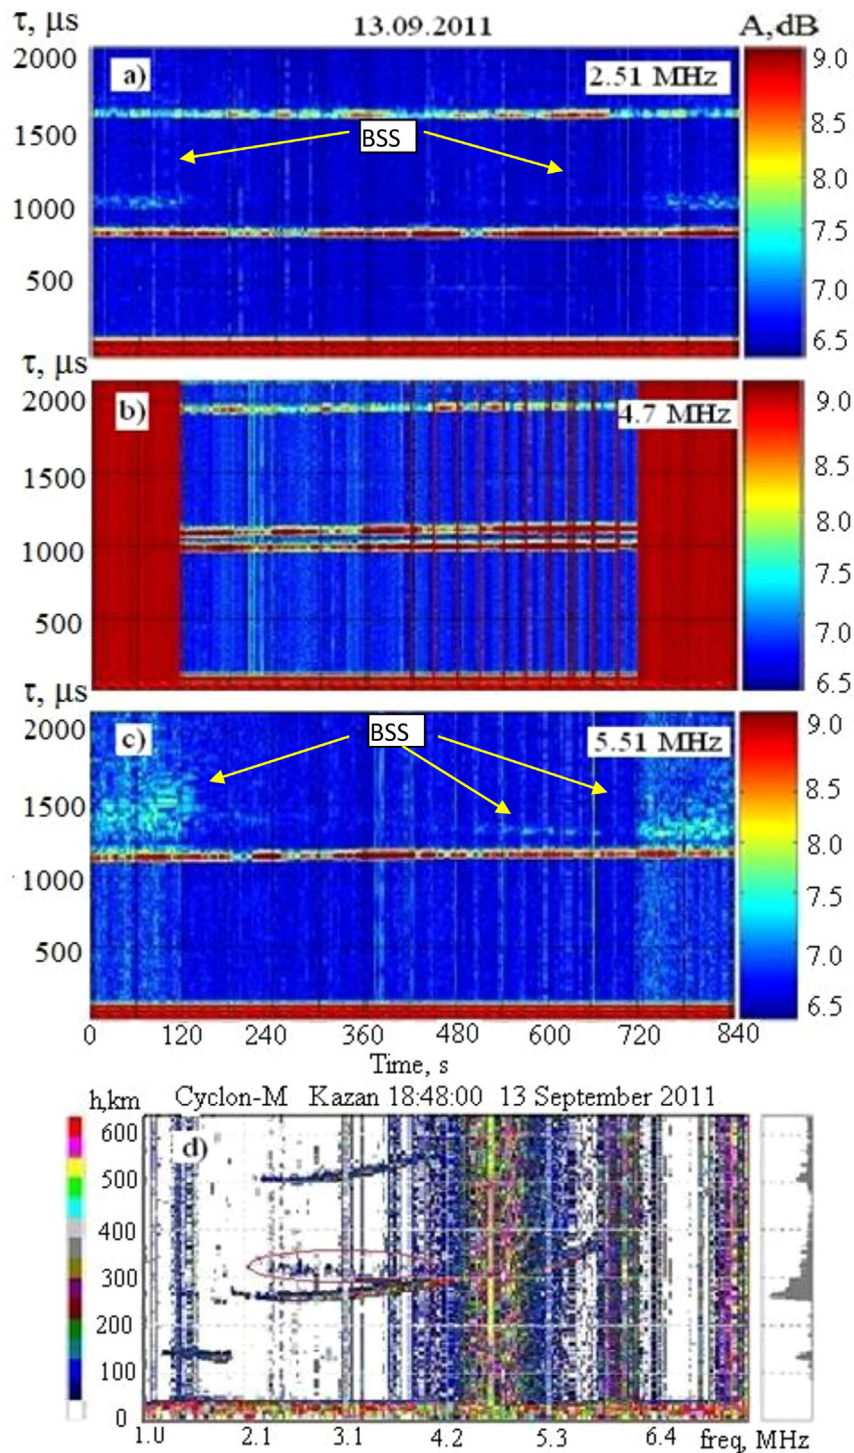 τ, μs 13.09.2011 A, dB
2000 a) 2.51 MHz 9.0
1500 BSS 8.5
8.0
1000 7.5
500 7.0
6.5
τ, μs
2000 b) 4.7 MHz 9.0
8.5
1500 8.0
1000 7.5
500 7.0
6.5
τ, μs
2000 c) BSS 5.51 MHz 9.0
8.5
1500 8.0
1000 7.5
500 7.0
6.5
0 120 240 360 480 600 720 840
Time, s
h,km Cyclon-M Kazan 18:48:00 13 September 2011
600 d)
500
400
300
200
100
0
1.0 2.1 3.1 4.2 5.3 6.4 freq, MHz